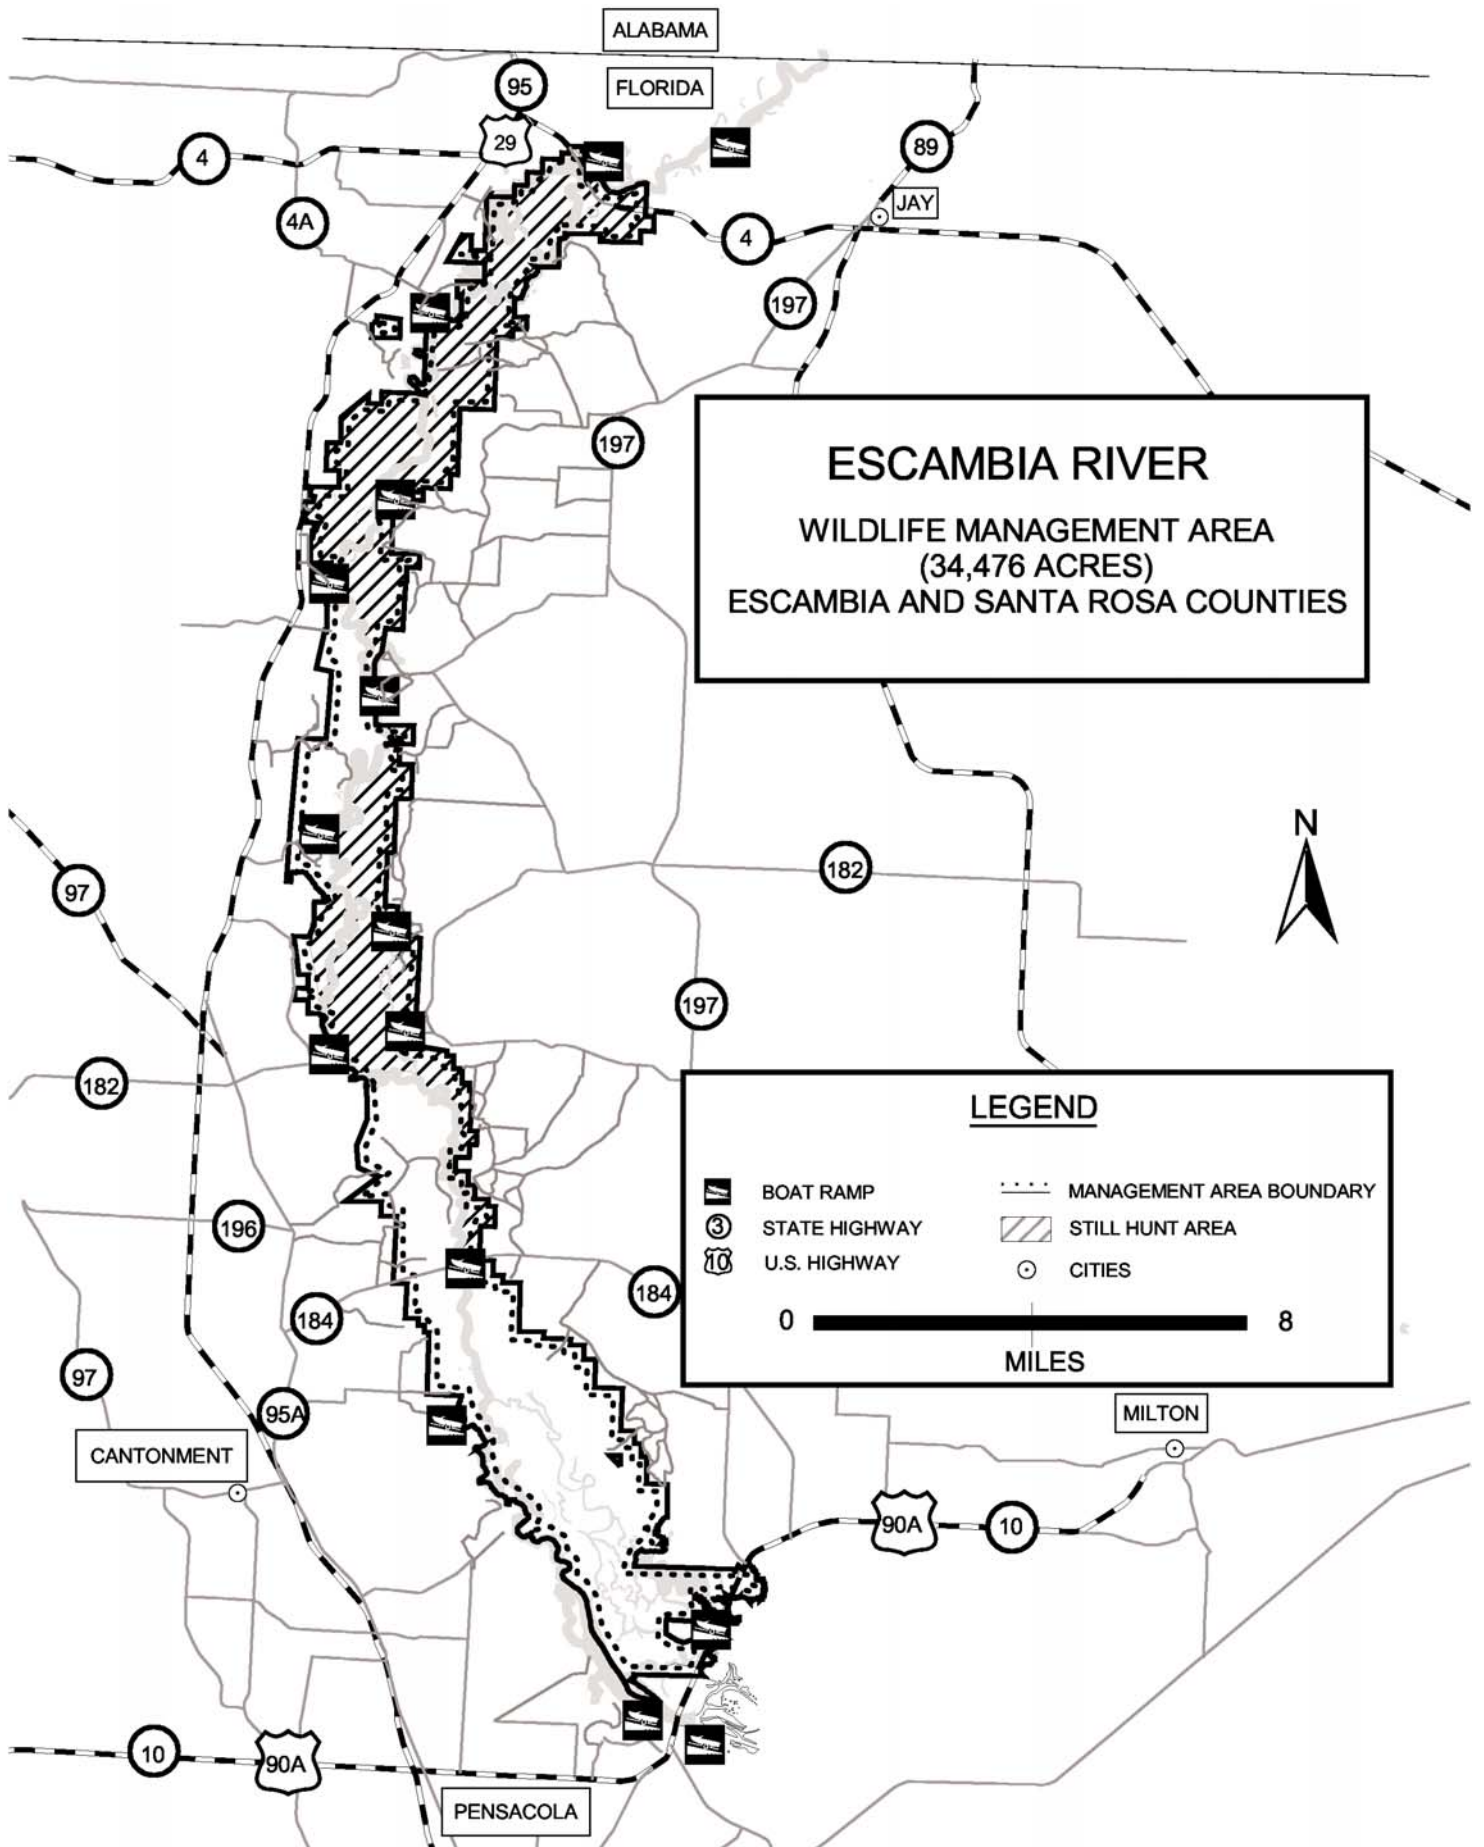 ALABAMA
FLORIDA
95
29
4
89
JAY
4A
4
197
197
ESCAMBIA RIVER
WILDLIFE MANAGEMENT AREA
(34,476 ACRES)
ESCAMBIA AND SANTA ROSA COUNTIES
N
97
182
197
182
LEGEND
BOAT RAMP
MANAGEMENT AREA BOUNDARY
3
STATE HIGHWAY
STILL HUNT AREA
10
U.S. HIGHWAY
CITIES
0
8
MILES
196
184
184
97
95A
CANTONMENT
MILTON
90A
10
10
90A
PENSACOLA